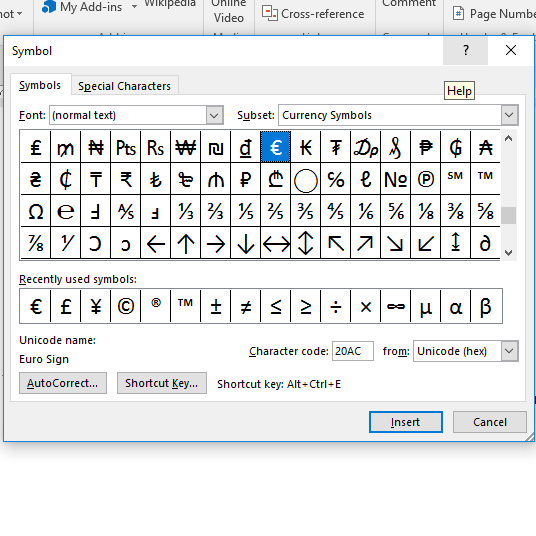 not
My Add-ins
Wikipedia
Online
Video
Cross-reference
Comment
Page Numbe
Symbol
?
Help
Symbols
Special Characters
Font: (normal text)
Subset: Currency Symbols
₤ ₥ ₦ ₧ ₨ ₩ ₪ ₫ € ₭ ₮ ₯ ₰ ₱ ₲ ₳
₴ ₵ ₸ ₹ ₺ ₻ ₼ ₽ ₾ ⃝ ℅ ℓ № ℗ ℠ ™
Ω ℮ Ⅎ ⅍ ⅎ ⅓ ⅔ ⅕ ⅖ ⅗ ⅘ ⅙ ⅚ ⅛ ⅜ ⅝
⅞ ⅟ Ↄ ↄ ← ↑ → ↓ ↔ ↕ ↖ ↗ ↘ ↙ ↨ ∂
Recently used symbols:
€ £ ¥ © ® ™ ± ≠ ≤ ≥ ÷ × ∞ µ α β
Unicode name:
Euro Sign
Character code: 20AC from: Unicode (hex)
AutoCorrect... Shortcut Key... Shortcut key: Alt+Ctrl+E
Insert Cancel